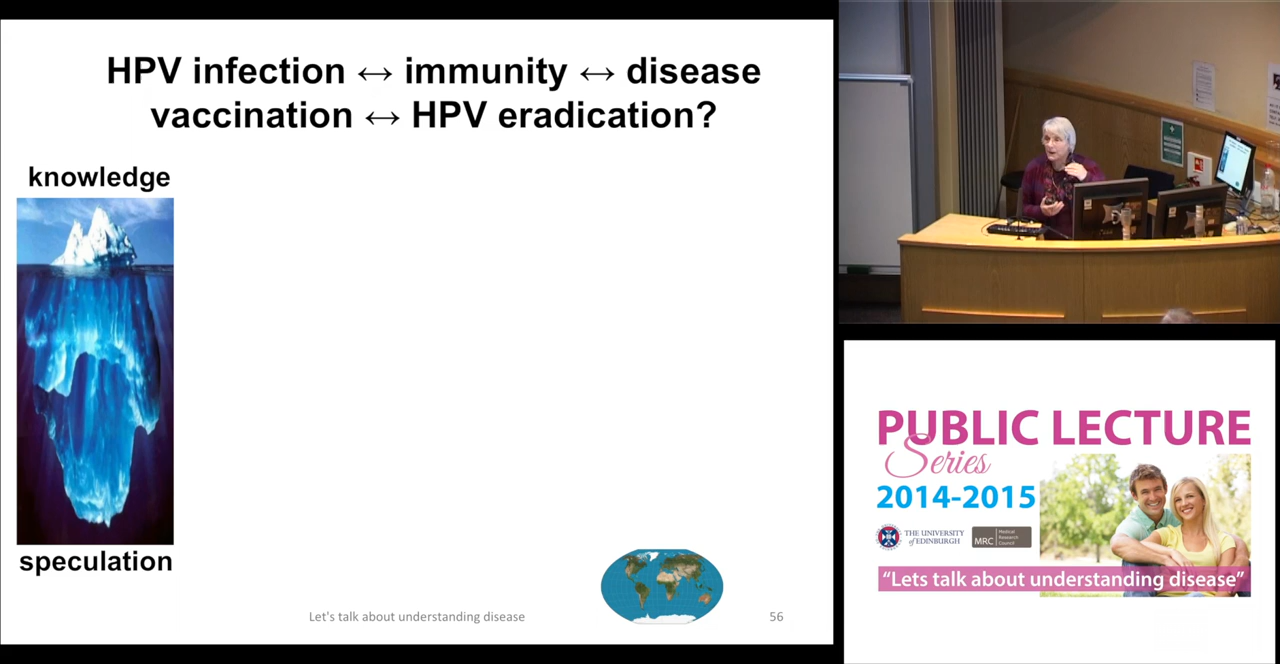 HPV infection ↔ immunity ↔ disease
vaccination ↔ HPV eradication?
knowledge
speculation
Let's talk about understanding disease
56
PUBLIC LECTURE
Series
2014-2015
THE UNIVERSITY
of EDINBURGH
MRC
Medical
Research
Council
“Lets talk about understanding disease”